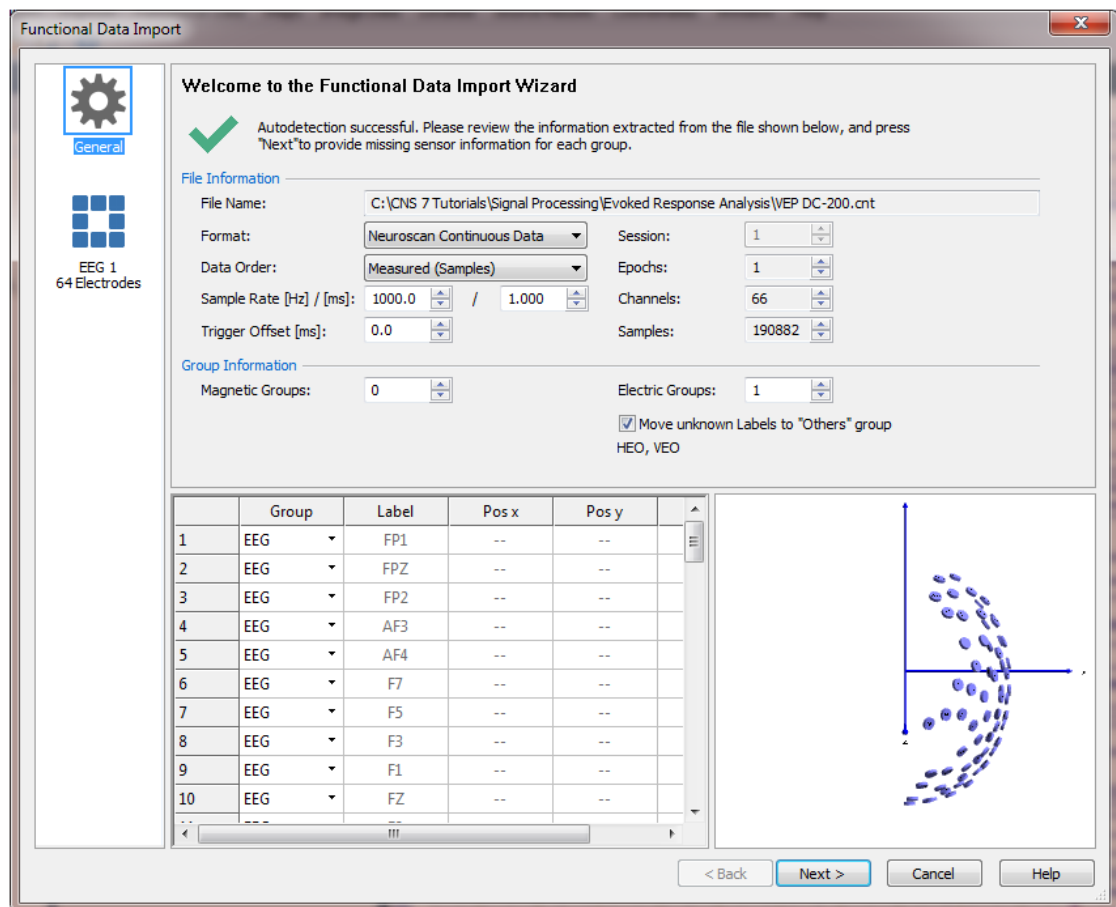 Functional Data Import
General
EEG 1
64 Electrodes
Welcome to the Functional Data Import Wizard
Autodetection successful. Please review the information extracted from the file shown below, and press
"Next"to provide missing sensor information for each group.
File Information
File Name: C:\CNS 7 Tutorials\Signal Processing\Evoked Response Analysis\VEP DC-200.cnt
Format: Neuroscan Continuous Data Session: 1
Data Order: Measured (Samples) Epochs: 1
Sample Rate [Hz] / [ms]: 1000.0 / 1.000 Channels: 66
Trigger Offset [ms]: 0.0 Samples: 190882
Group Information
Magnetic Groups: 0 Electric Groups: 1
Move unknown Labels to "Others" group
HEO, VEO
Group Label Pos x Pos y
1 EEG FP1 -- --
2 EEG FPZ -- --
3 EEG FP2 -- --
4 EEG AF3 -- --
5 EEG AF4 -- --
6 EEG F7 -- --
7 EEG F5 -- --
8 EEG F3 -- --
9 EEG F1 -- --
10 EEG FZ -- --
< Back Next > Cancel Help